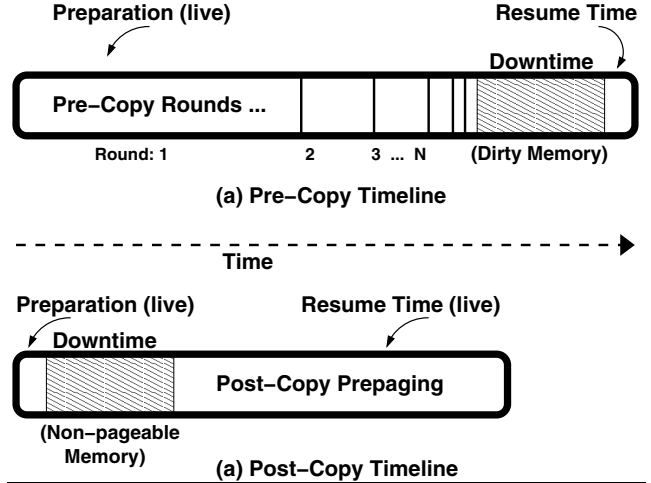 Preparation (live)
Resume Time
Downtime
Pre−Copy Rounds ...
Round: 1
2
3 ... N
(Dirty Memory)
(a) Pre−Copy Timeline
Time
Preparation (live)
Resume Time (live)
Downtime
Post−Copy Prepaging
(Non−pageable
Memory)
(a) Post−Copy Timeline